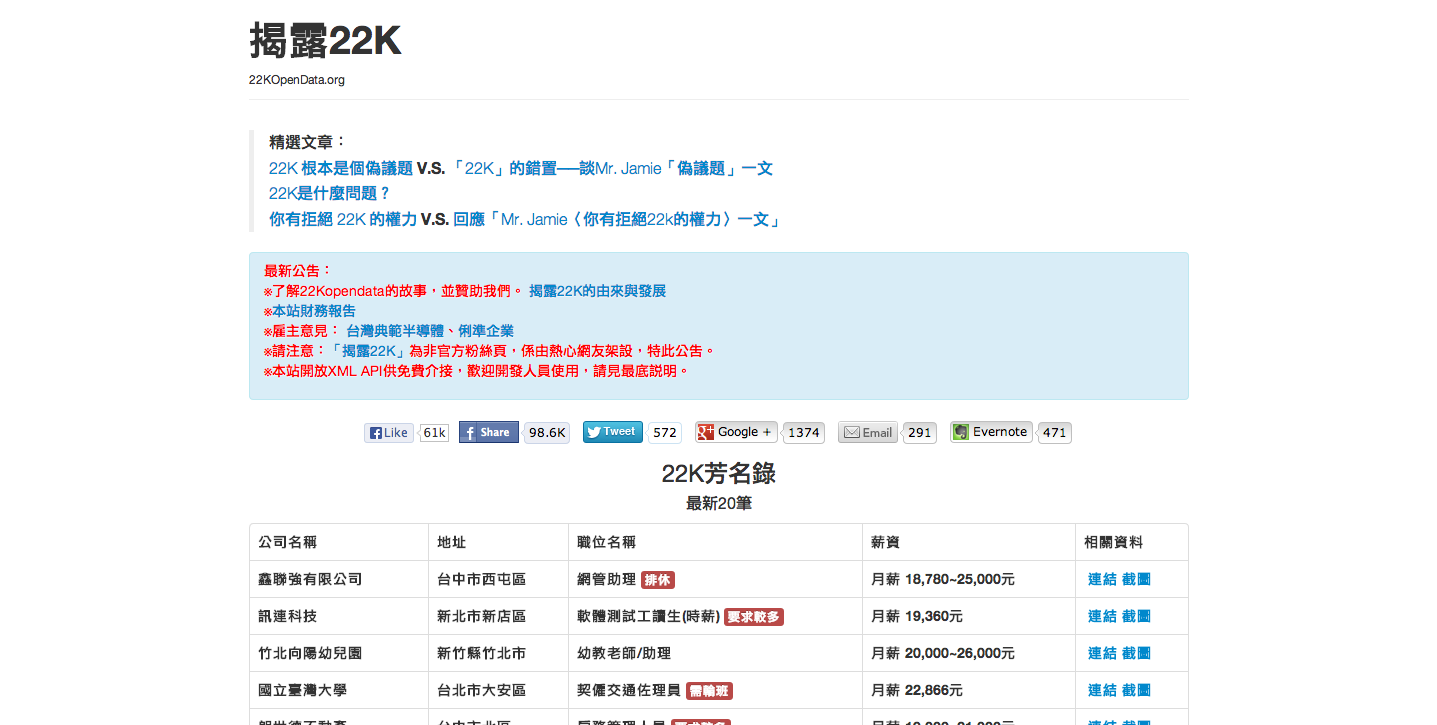 揭露22K
22KOpenData.org
精選文章：
22K 根本是個偽議題 V.S. 「22K」的錯置──談Mr. Jamie「偽議題」一文
22K是什麼問題？
你有拒絕 22K 的權力 V.S. 回應「Mr. Jamie〈你有拒絕22k的權力〉一文」
最新公告：
※了解22Kopendata的故事，並贊助我們。 揭露22K的由來與發展
※本站財務報告
※雇主意見： 台灣典範半導體、俐準企業
※請注意：「揭露22K」為非官方粉絲頁，係由熱心網友架設，特此公告。
※本站開放XML API供免費介接，歡迎開發人員使用，請見最底說明。
Like 61k Share 98.6K Tweet 572 Google + 1374 Email 291 Evernote 471
22K芳名錄
最新20筆
公司名稱 地址 職位名稱 薪資 相關資料
鑫聯強有限公司 台中市西屯區 網管助理 排休 月薪 18,780~25,000元 連結 截圖
訊連科技 新北市新店區 軟體測試工讀生(時薪) 要求較多 月薪 19,360元 連結 截圖
竹北向陽幼兒園 新竹縣竹北市 幼教老師/助理 月薪 20,000~26,000元 連結 截圖
國立臺灣大學 台北市大安區 契僱交通佐理員 需輪班 月薪 22,866元 連結 截圖